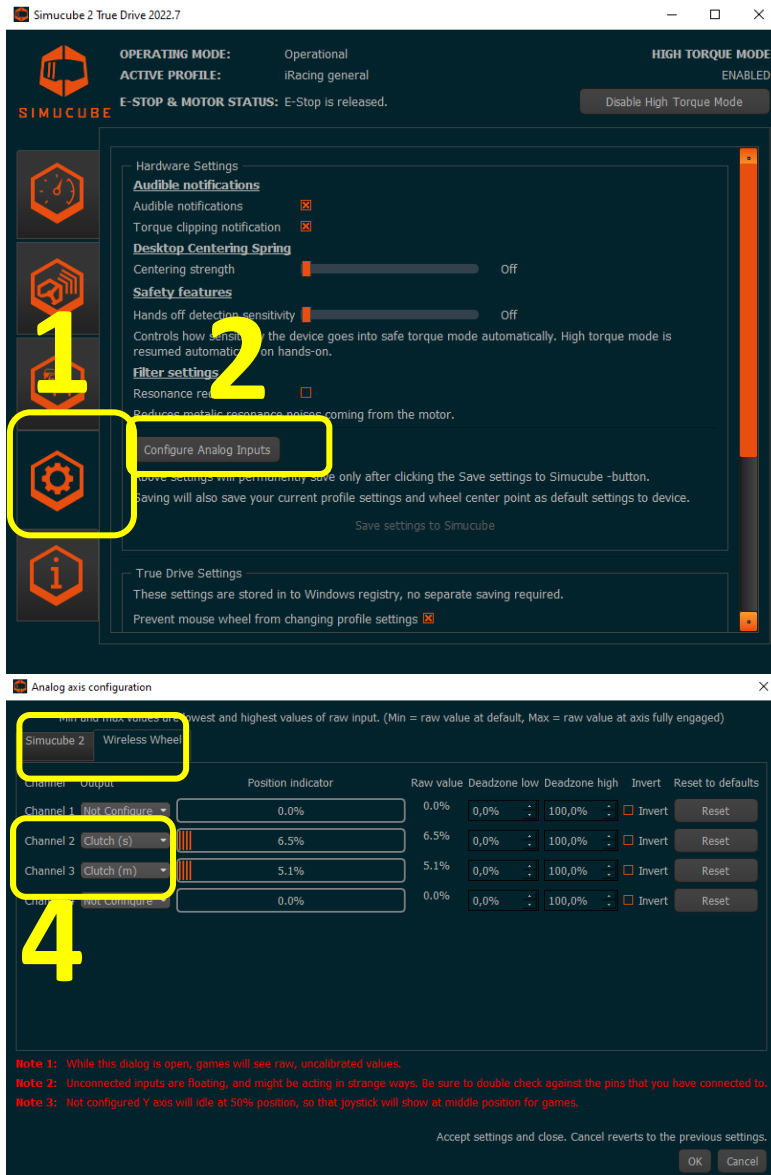 Simucube 2 True Drive 2022.7
OPERATING MODE: Operational HIGH TORQUE MODE
ACTIVE PROFILE: iRacing general ENABLED
E-STOP & MOTOR STATUS: E-Stop is released. Disable High Torque Mode
SIMUCUBE
Hardware Settings
Audible notifications
Audible notifications
Torque clipping notification
Desktop Centering Spring
Centering strength Off
Safety features
Hands off detection sensitivity Off
Controls how the device goes into safe torque mode automatically. High torque mode is
resumed on hands-on.
1
2
Filter settings
Resonance
Reduces metalic resonance noises coming from the motor.
Configure Analog Inputs
Above settings will permanently save only after clicking the Save settings to Simucube -button.
Saving will also save your current profile settings and wheel center point as default settings to device.
Save settings to Simucube
True Drive Settings
These settings are stored in to Windows registry, no separate saving required.
Prevent mouse wheel from changing profile settings
Analog axis configuration
Min and max values are lowest and highest values of raw input. (Min = raw value at default, Max = raw value at axis fully engaged)
Simucube 2 Wireless Wheel
Channel Output Position indicator Raw value Deadzone low Deadzone high Invert Reset to defaults
Channel 1 Not Configure 0.0% 0.0% 0,0% 100,0% Invert Reset
Channel 2 Clutch (s) 6.5% 6.5% 0,0% 100,0% Invert Reset
Channel 3 Clutch (m) 5.1% 5.1% 0,0% 100,0% Invert Reset
Not Configure 0.0% 0.0% 0,0% 100,0% Invert Reset
4
Note 1: While this dialog is open, games will see raw, uncalibrated values.
Note 2: Unconnected inputs are floating, and might be acting in strange ways. Be sure to double check against the pins that you have connected to.
Note 3: Not configured Y axis will idle at 50% position, so that joystick will show at middle position for games.
Accept settings and close. Cancel reverts to the previous settings.
OK Cancel